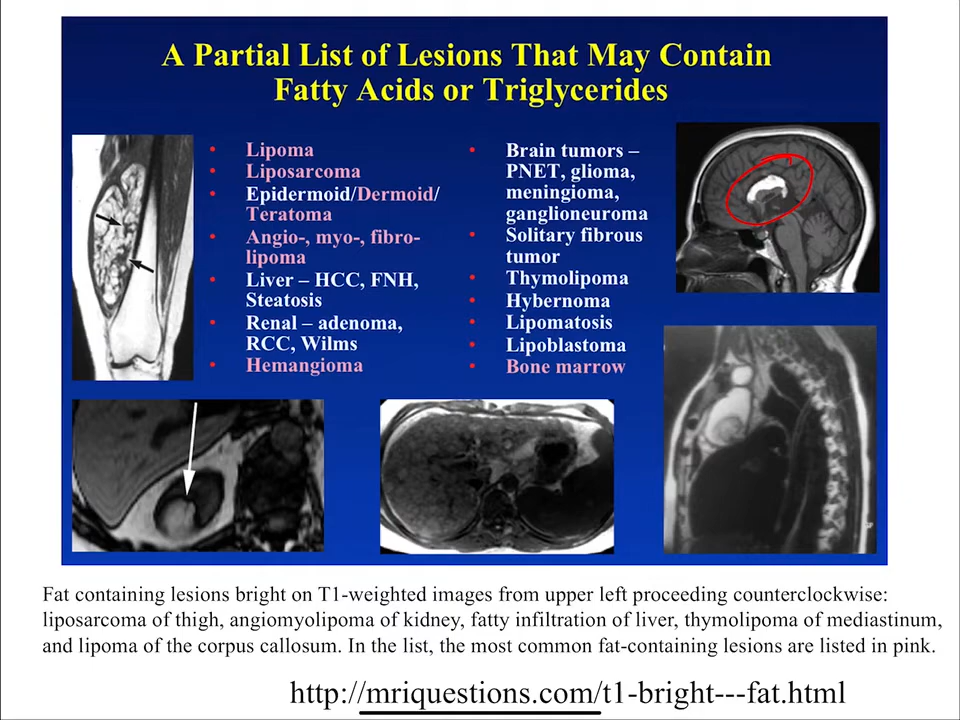 A Partial List of Lesions That May Contain
Fatty Acids or Triglycerides
• Lipoma
• Liposarcoma
• Epidermoid/Dermoid/
Teratoma
• Angio-, myo-, fibro-
lipoma
• Liver – HCC, FNH,
Steatosis
• Renal – adenoma,
RCC, Wilms
• Hemangioma
• Brain tumors –
PNET, glioma,
meningioma,
ganglioneuroma
• Solitary fibrous
tumor
• Thymolipoma
• Hybernoma
• Lipomatosis
• Lipoblastoma
• Bone marrow
Fat containing lesions bright on T1-weighted images from upper left proceeding counterclockwise:
liposarcoma of thigh, angiomyolipoma of kidney, fatty infiltration of liver, thymolipoma of mediastinum,
and lipoma of the corpus callosum. In the list, the most common fat-containing lesions are listed in pink.
http://mriquestions.com/t1-bright---fat.html